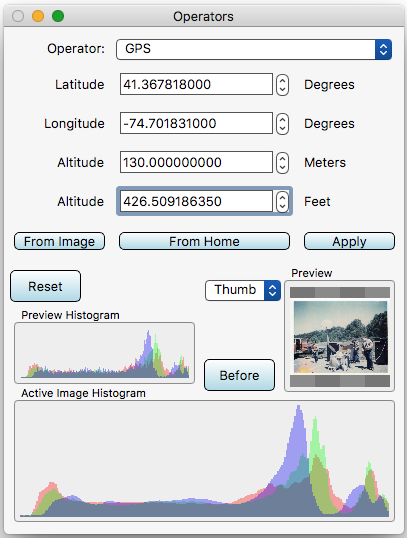 Operators
Operator: GPS
Latitude 41.367818000 Degrees
Longitude -74.701831000 Degrees
Altitude 130.000000000 Meters
Altitude 426.509186350 Feet
From Image From Home Apply
Reset Thumb Preview
Preview Histogram
Before
Active Image Histogram